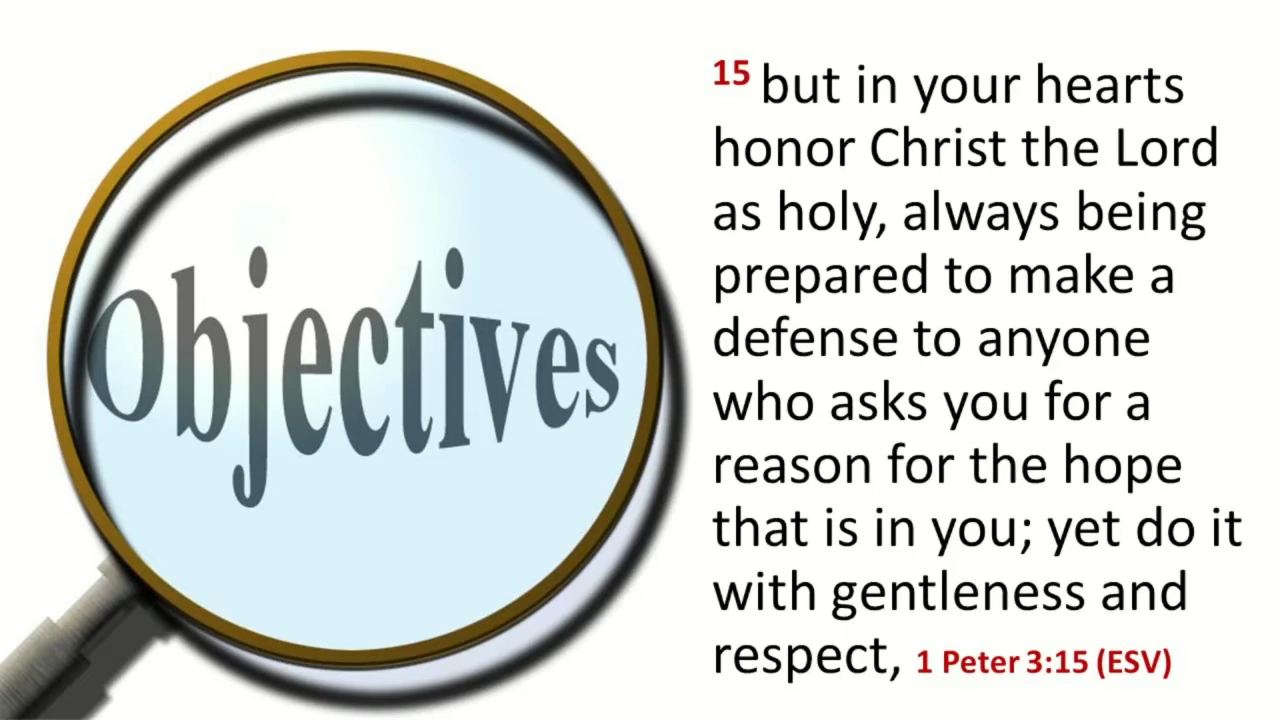 Objectives
15 but in your hearts
honor Christ the Lord
as holy, always being
prepared to make a
defense to anyone
who asks you for a
reason for the hope
that is in you; yet do it
with gentleness and
respect, 1 Peter 3:15 (ESV)